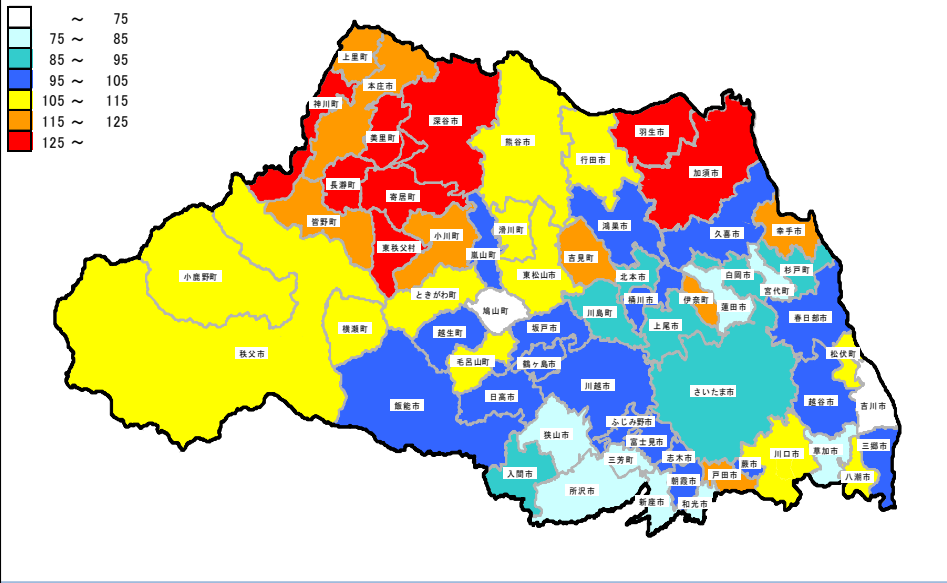 ～ 75
75 ～ 85
85 ～ 95
95 ～ 105
105 ～ 115
115 ～ 125
125 ～
上里町
本庄市
神川町
美里町
深谷市
熊谷市
行田市
羽生市
加須市
長瀞町
寄居町
皆野町
東秩父村
小川町
嵐山町
滑川町
吉見町
鴻巣市
久喜市
幸手市
小鹿野町
東松山市
北本市
白岡市
杉戸町
宮代町
ときがわ町
鳩山町
桶川市
伊奈町
蓮田市
川島町
春日部市
横瀬町
越生町
坂戸市
上尾市
秩父市
毛呂山町
鶴ヶ島市
松伏町
川越市
さいたま市
飯能市
日高市
越谷市
吉川市
ふじみ野市
狭山市
富士見市
三郷市
草加市
川口市
三芳町
志木市
蕨市
入間市
戸田市
八潮市
朝霞市
所沢市
新座市
和光市